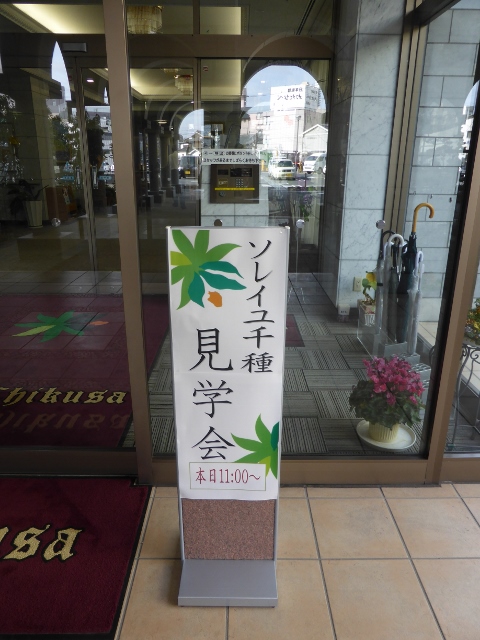 ソレイユ千種
見学会
本日11:00～
Chikusa
usa